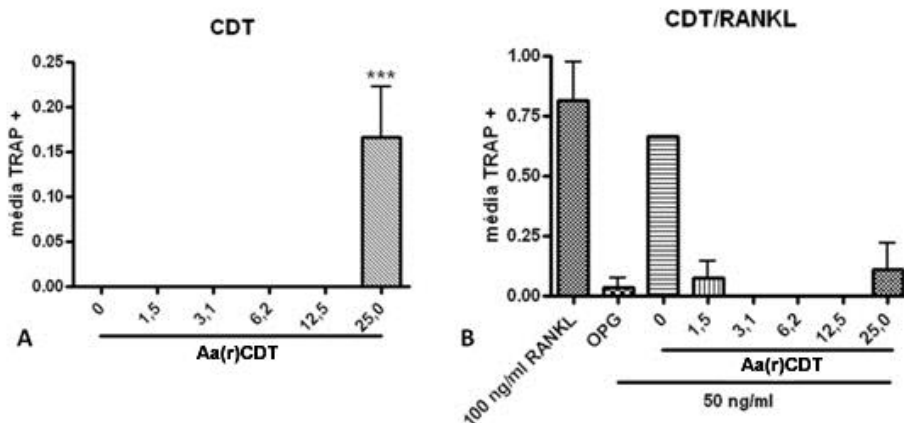 CDT
média TRAP +
0.25
0.20
0.15
0.10
0.05
0.00
***
0 1,5 3,1 6,2 12,5 25,0
A
Aa(r)CDT
CDT/RANKL
média TRAP +
1.00
0.75
0.50
0.25
0.00
100 ng/ml RANKL OPG 0 1,5 3,1 6,2 12,5 25,0
B
Aa(r)CDT
50 ng/ml